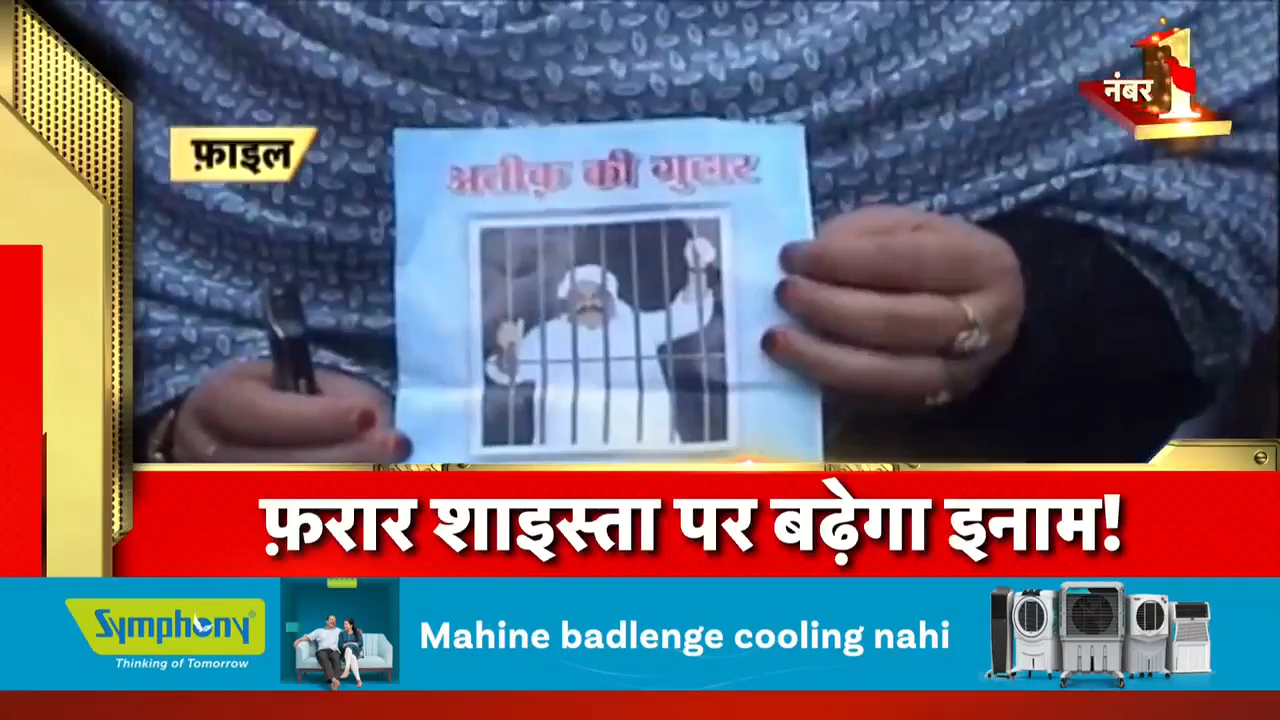 नंबर 1
फ़ाइल
अतीक़ की गुहार
फ़रार शाइस्ता पर बढ़ेगा इनाम!
Symphony®
Thinking of Tomorrow
Mahine badlenge cooling nahi